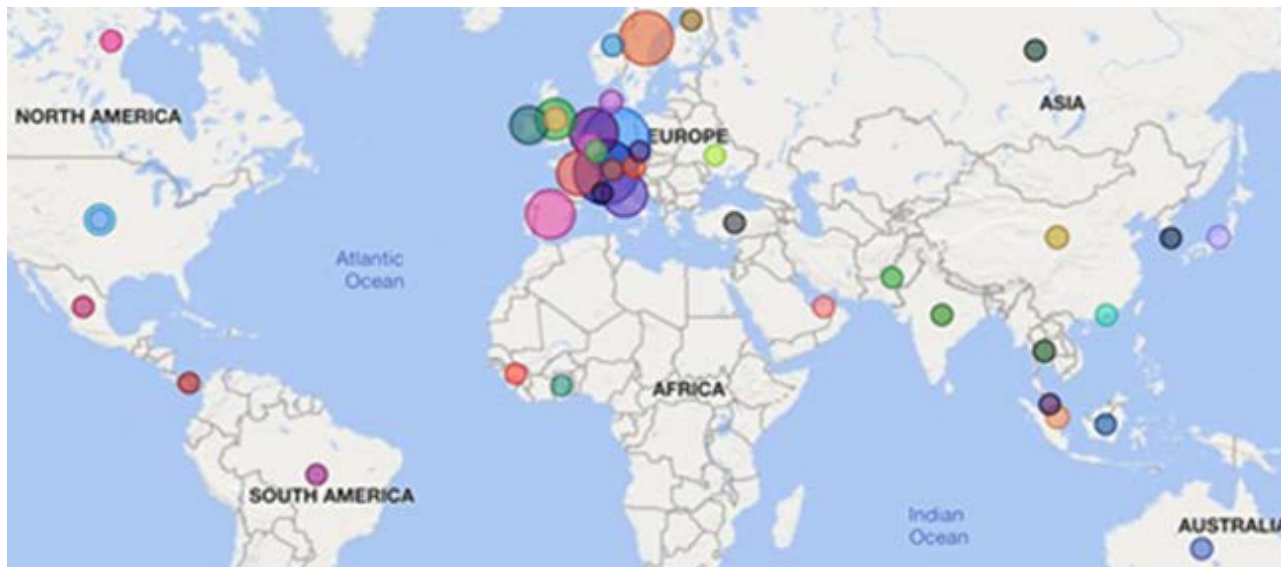 NORTH AMERICA
ASIA
EUROPE
Atlantic
Ocean
AFRICA
SOUTH AMERICA
Indian
Ocean
AUSTRALIA